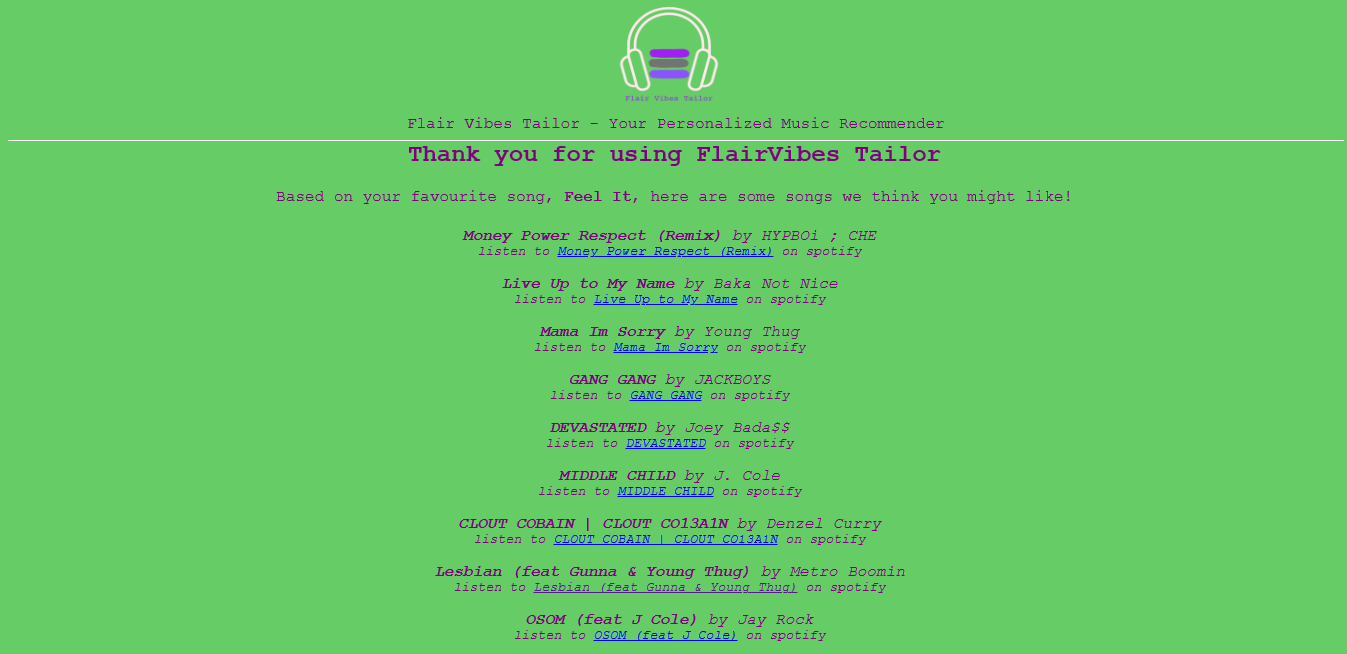 Flair Vibes Tailor
Flair Vibes Tailor - Your Personalized Music Recommender
Thank you for using FlairVibes Tailor
Based on your favourite song, Feel It, here are some songs we think you might like!
Money Power Respect (Remix) by HYPBOi ; CHE
listen to Money Power Respect (Remix) on spotify
Live Up to My Name by Baka Not Nice
listen to Live Up to My Name on spotify
Mama Im Sorry by Young Thug
listen to Mama Im Sorry on spotify
GANG GANG by JACKBOYS
listen to GANG GANG on spotify
DEVASTATED by Joey Bada$$
listen to DEVASTATED on spotify
MIDDLE CHILD by J. Cole
listen to MIDDLE CHILD on spotify
CLOUT COBAIN | CLOUT CO13A1N by Denzel Curry
listen to CLOUT COBAIN | CLOUT CO13A1N on spotify
Lesbian (feat Gunna & Young Thug) by Metro Boomin
listen to Lesbian (feat Gunna & Young Thug) on spotify
OSOM (feat J Cole) by Jay Rock
listen to OSOM (feat J Cole) on spotify